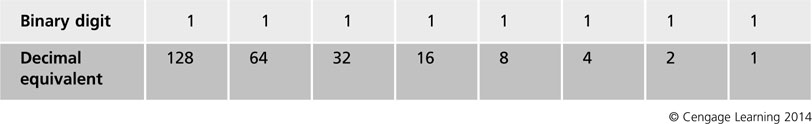 Binary digit 1 1 1 1 1 1 1 1
Decimal equivalent 128 64 32 16 8 4 2 1
© Cengage Learning 2014